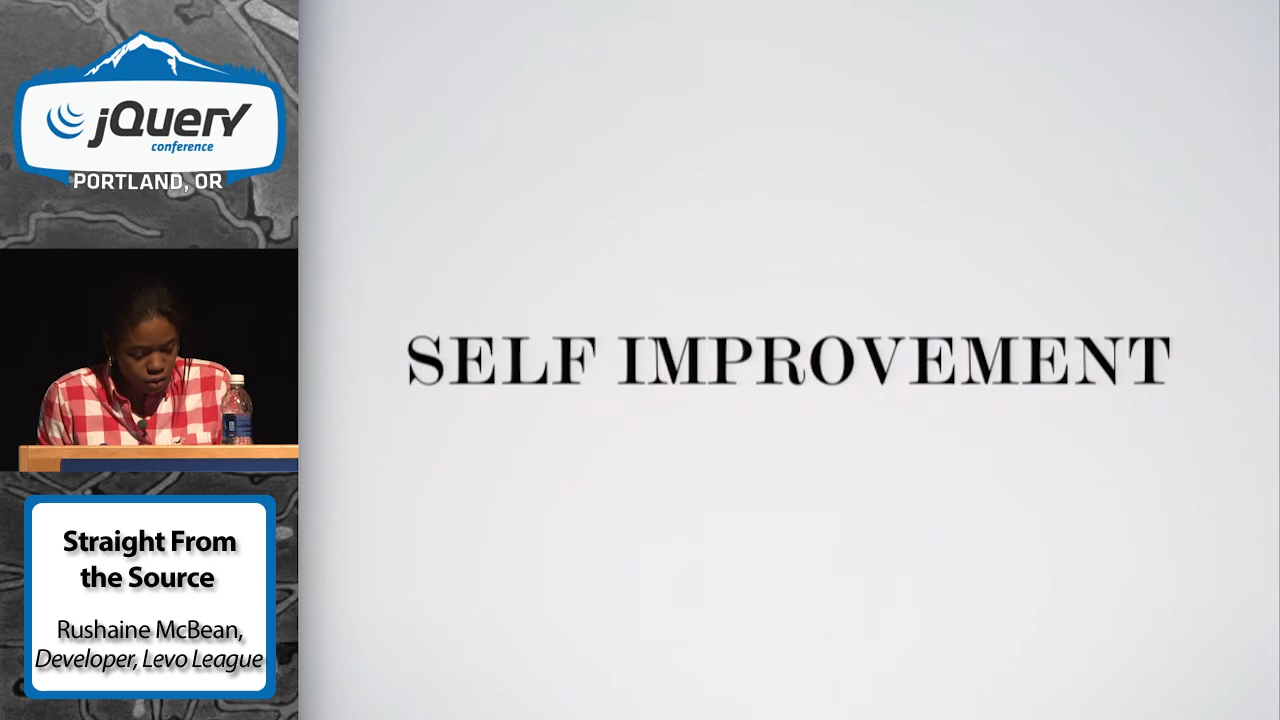 jQuery
conference
PORTLAND, OR
SELF IMPROVEMENT
Straight From
the Source
Rushaine McBean,
Developer, Levo League